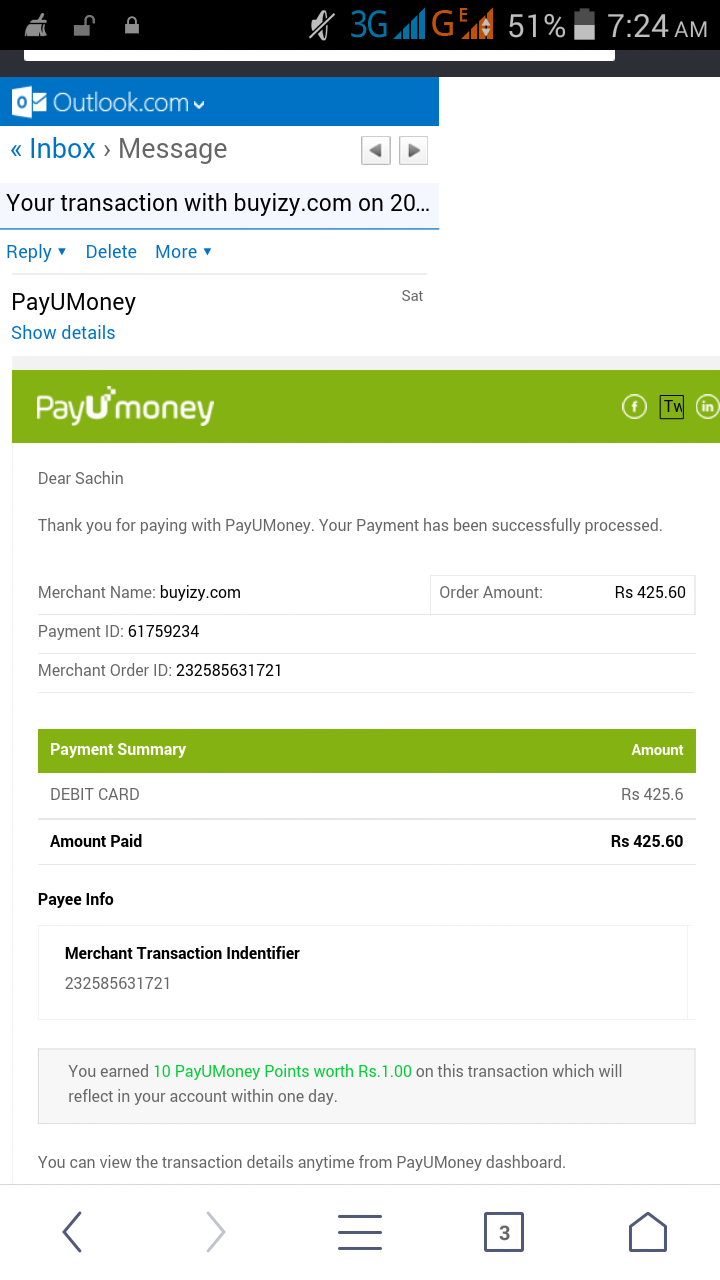 3G G E 51% 7:24 AM
Outlook.com
« Inbox › Message
Your transaction with buyizy.com on 20...
Reply ▼ Delete More ▼
PayUMoney Sat
Show details
PayUmoney f Tw in
Dear Sachin
Thank you for paying with PayUMoney. Your Payment has been successfully processed.
Merchant Name: buyizy.com Order Amount: Rs 425.60
Payment ID: 61759234
Merchant Order ID: 232585631721
Payment Summary Amount
DEBIT CARD Rs 425.6
Amount Paid Rs 425.60
Payee Info
Merchant Transaction Indentifier
232585631721
You earned 10 PayUMoney Points worth Rs.1.00 on this transaction which will
reflect in your account within one day.
You can view the transaction details anytime from PayUMoney dashboard.
3